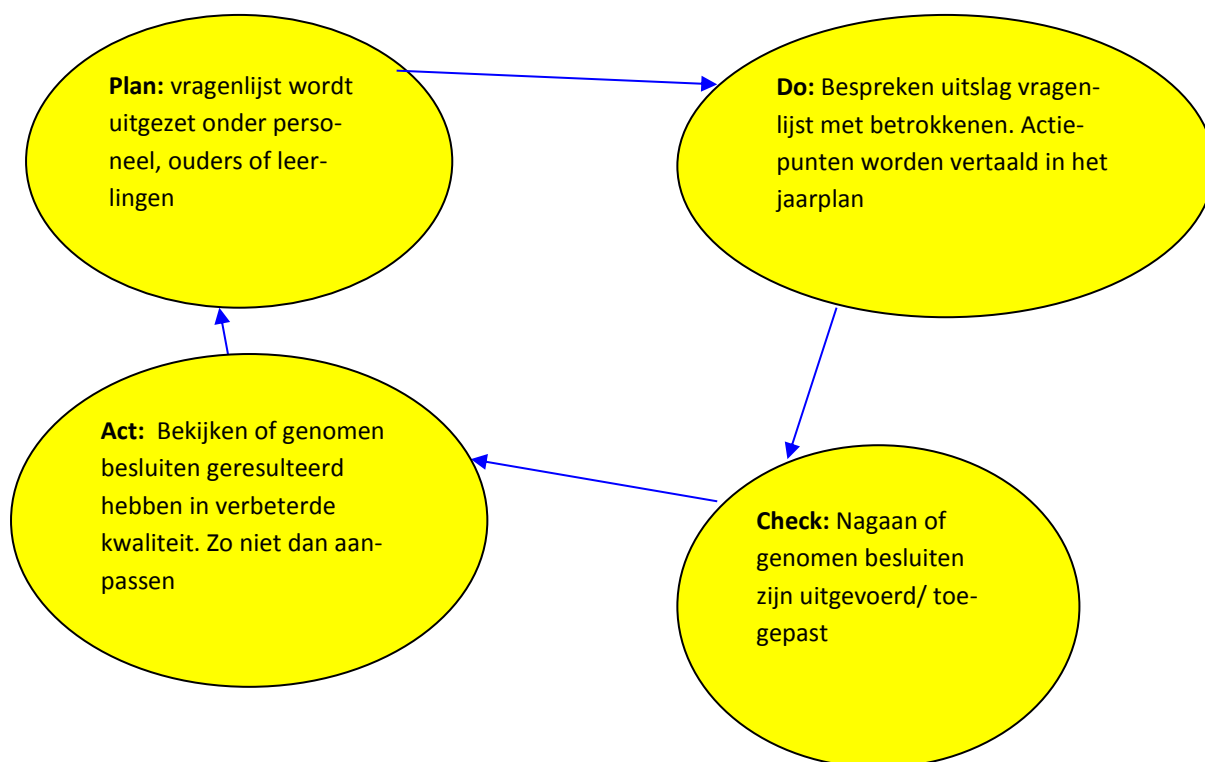 Plan: vragenlijst wordt
uitgezet onder perso-
neel, ouders of leer-
lingen
Do: Bespreken uitslag vragen-
lijst met betrokkenen. Actie-
punten worden vertaald in het
jaarplan
Act:  Bekijken of genomen
besluiten geresulteerd
hebben in verbeterde
kwaliteit. Zo niet dan aan-
passen
Check: Nagaan of
genomen besluiten
zijn uitgevoerd/ toe-
gepast